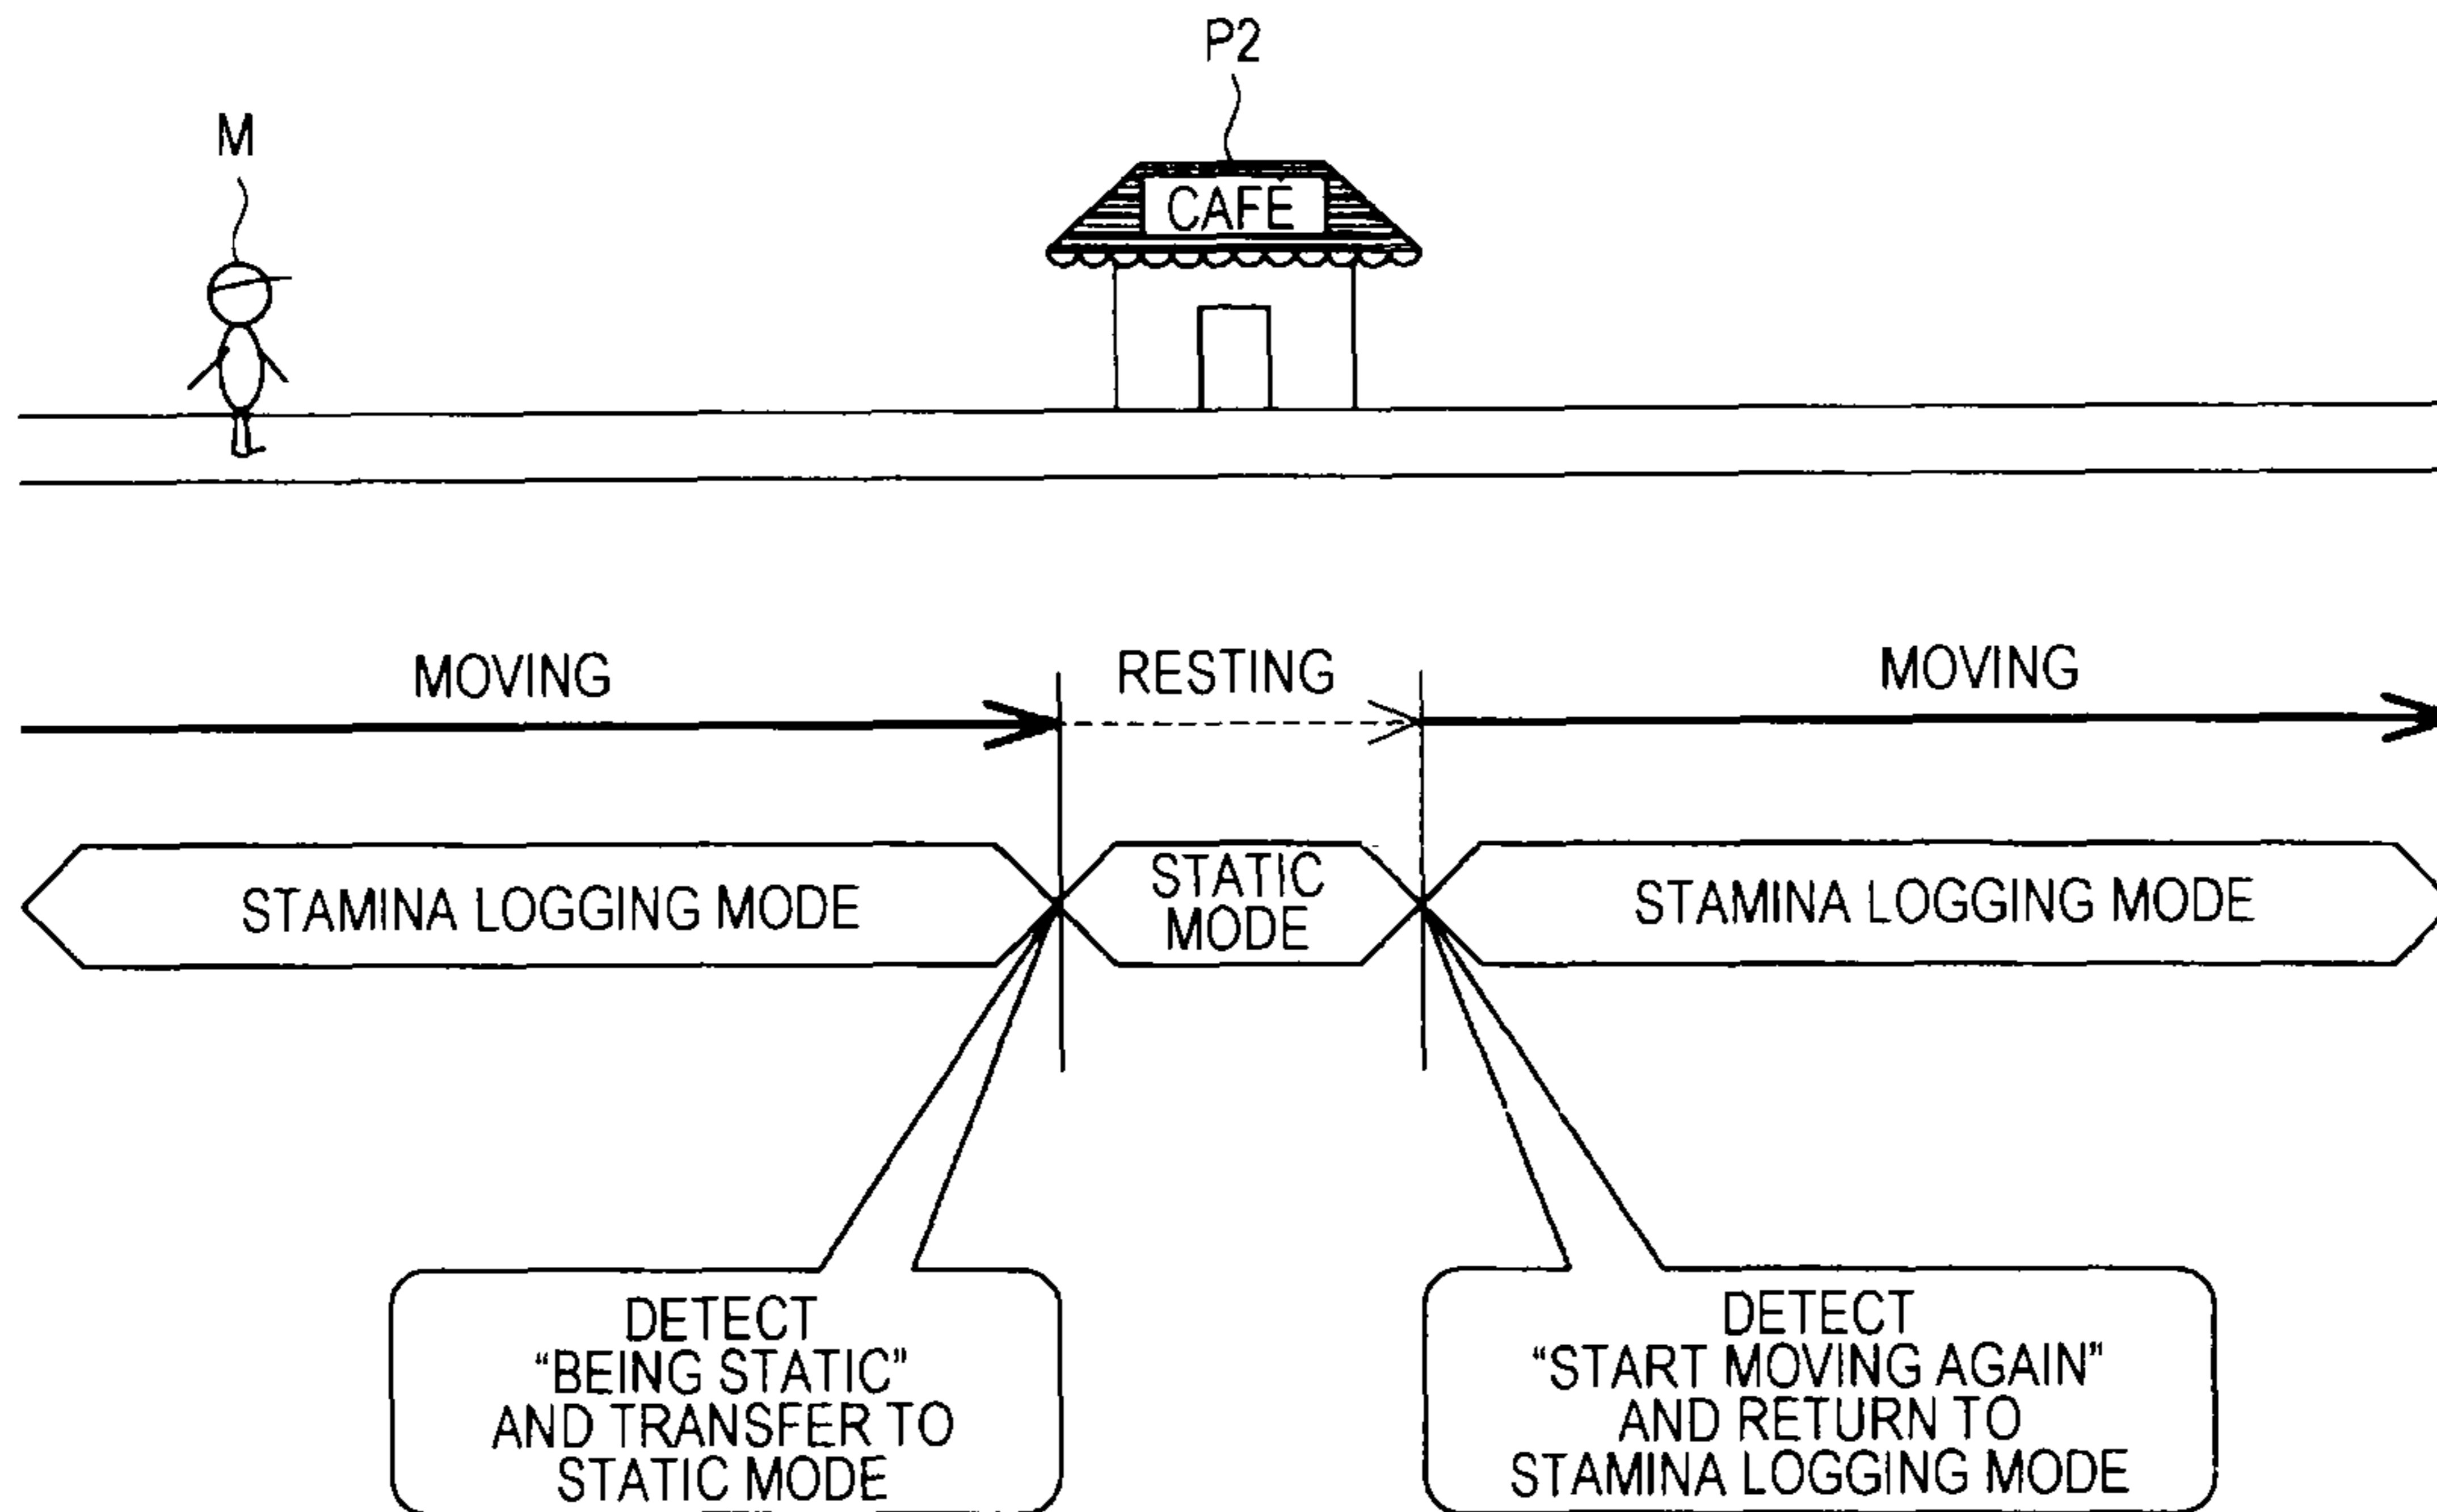 P2
M
CAFE
MOVING
RESTING
MOVING
STAMINA LOGGING MODE
STATIC
MODE
STAMINA LOGGING MODE
DETECT
“BEING STATIC”
AND TRANSFER TO
STATIC MODE
DETECT
“START MOVING AGAIN”
AND RETURN TO
STAMINA LOGGING MODE